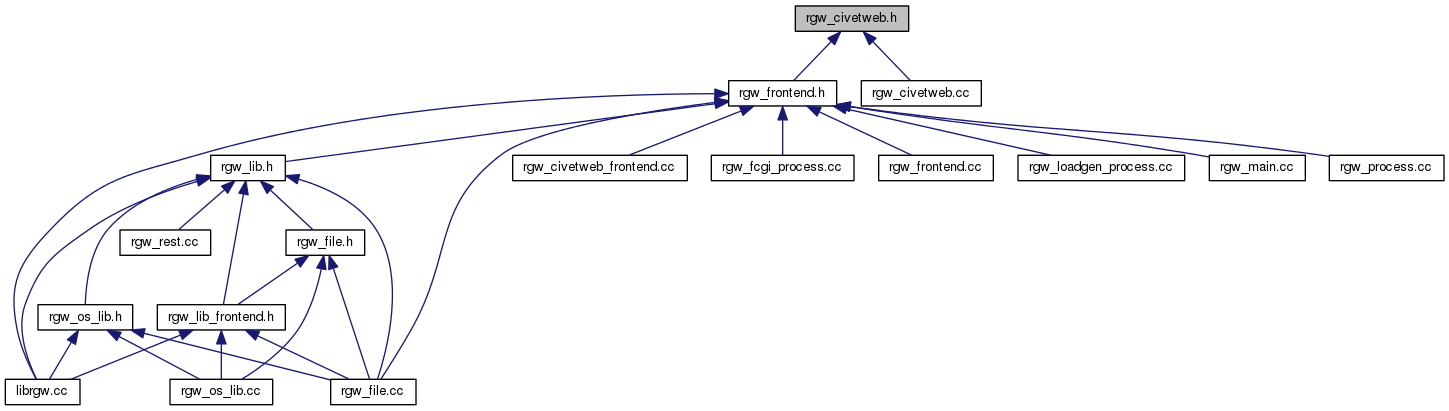 rgw_civetweb.h
rgw_frontend.h
rgw_civetweb.cc
rgw_lib.h
rgw_civetweb_frontend.cc
rgw_fcgi_process.cc
rgw_frontend.cc
rgw_loadgen_process.cc
rgw_main.cc
rgw_process.cc
rgw_rest.cc
rgw_file.h
rgw_os_lib.h
rgw_lib_frontend.h
librgw.cc
rgw_os_lib.cc
rgw_file.cc